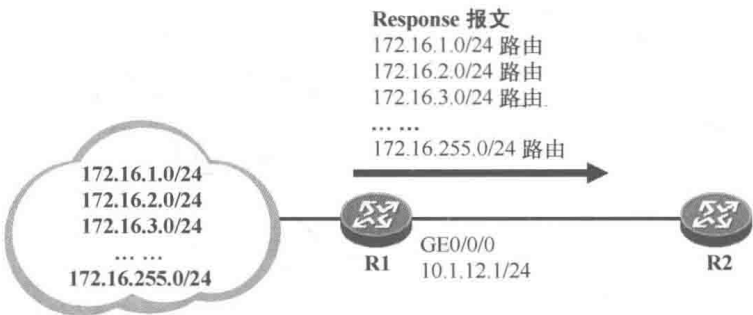 Response 报文
172.16.1.0/24 路由
172.16.2.0/24 路由
172.16.3.0/24 路由
... ...
172.16.255.0/24 路由
172.16.1.0/24
172.16.2.0/24
172.16.3.0/24
... ...
172.16.255.0/24
R1
GE0/0/0
10.1.12.1/24
R2